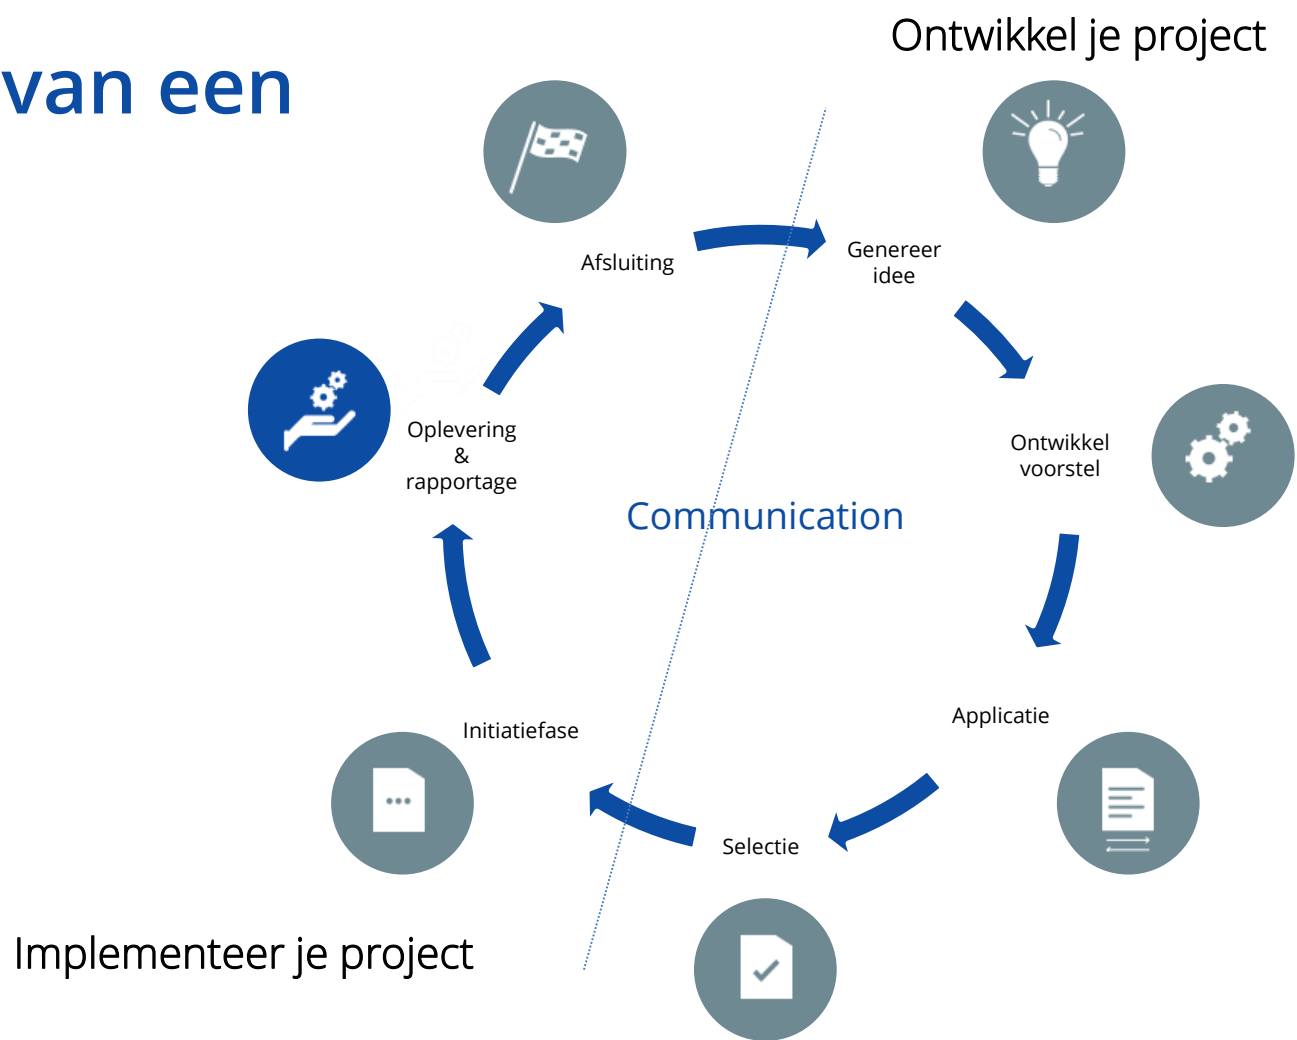 Ontwikkel je project
van een
Afsluiting
Genereer
idee
Oplevering
&
rapportage
Ontwikkel
voorstel
Communication
Applicatie
Initiatiefase
Selectie
Implementeer je project